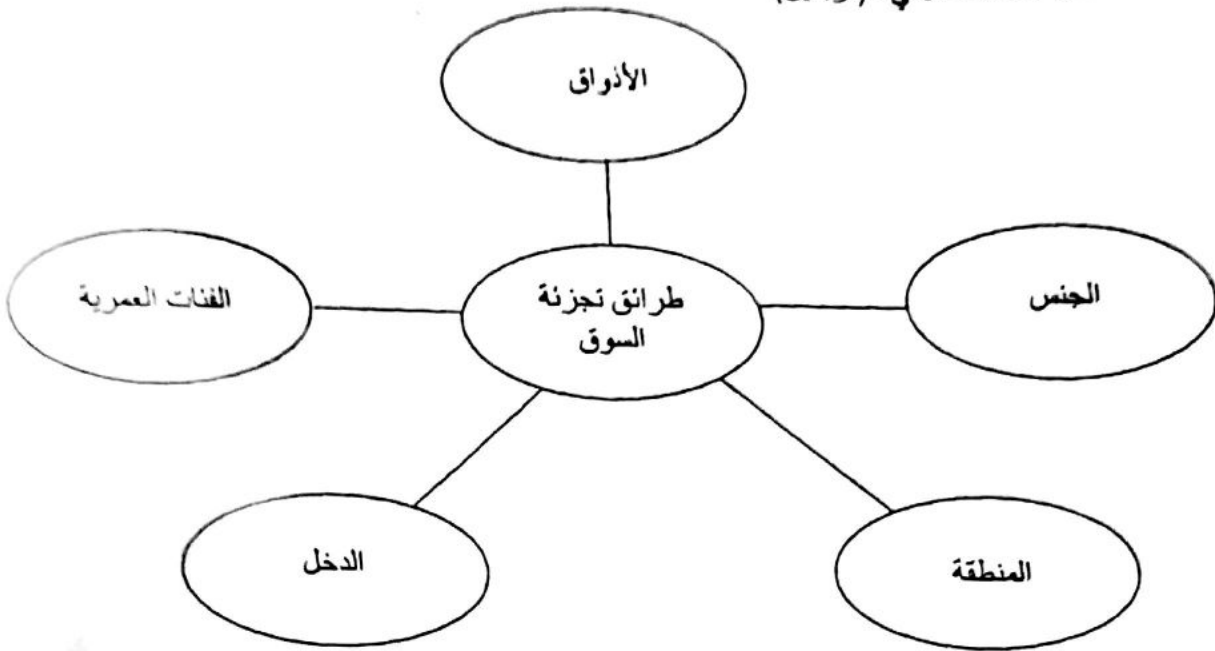 الأذواق
الجنس
طرائق تجزئة
السوق
الفئات العمرية
المنطقة
الدخل